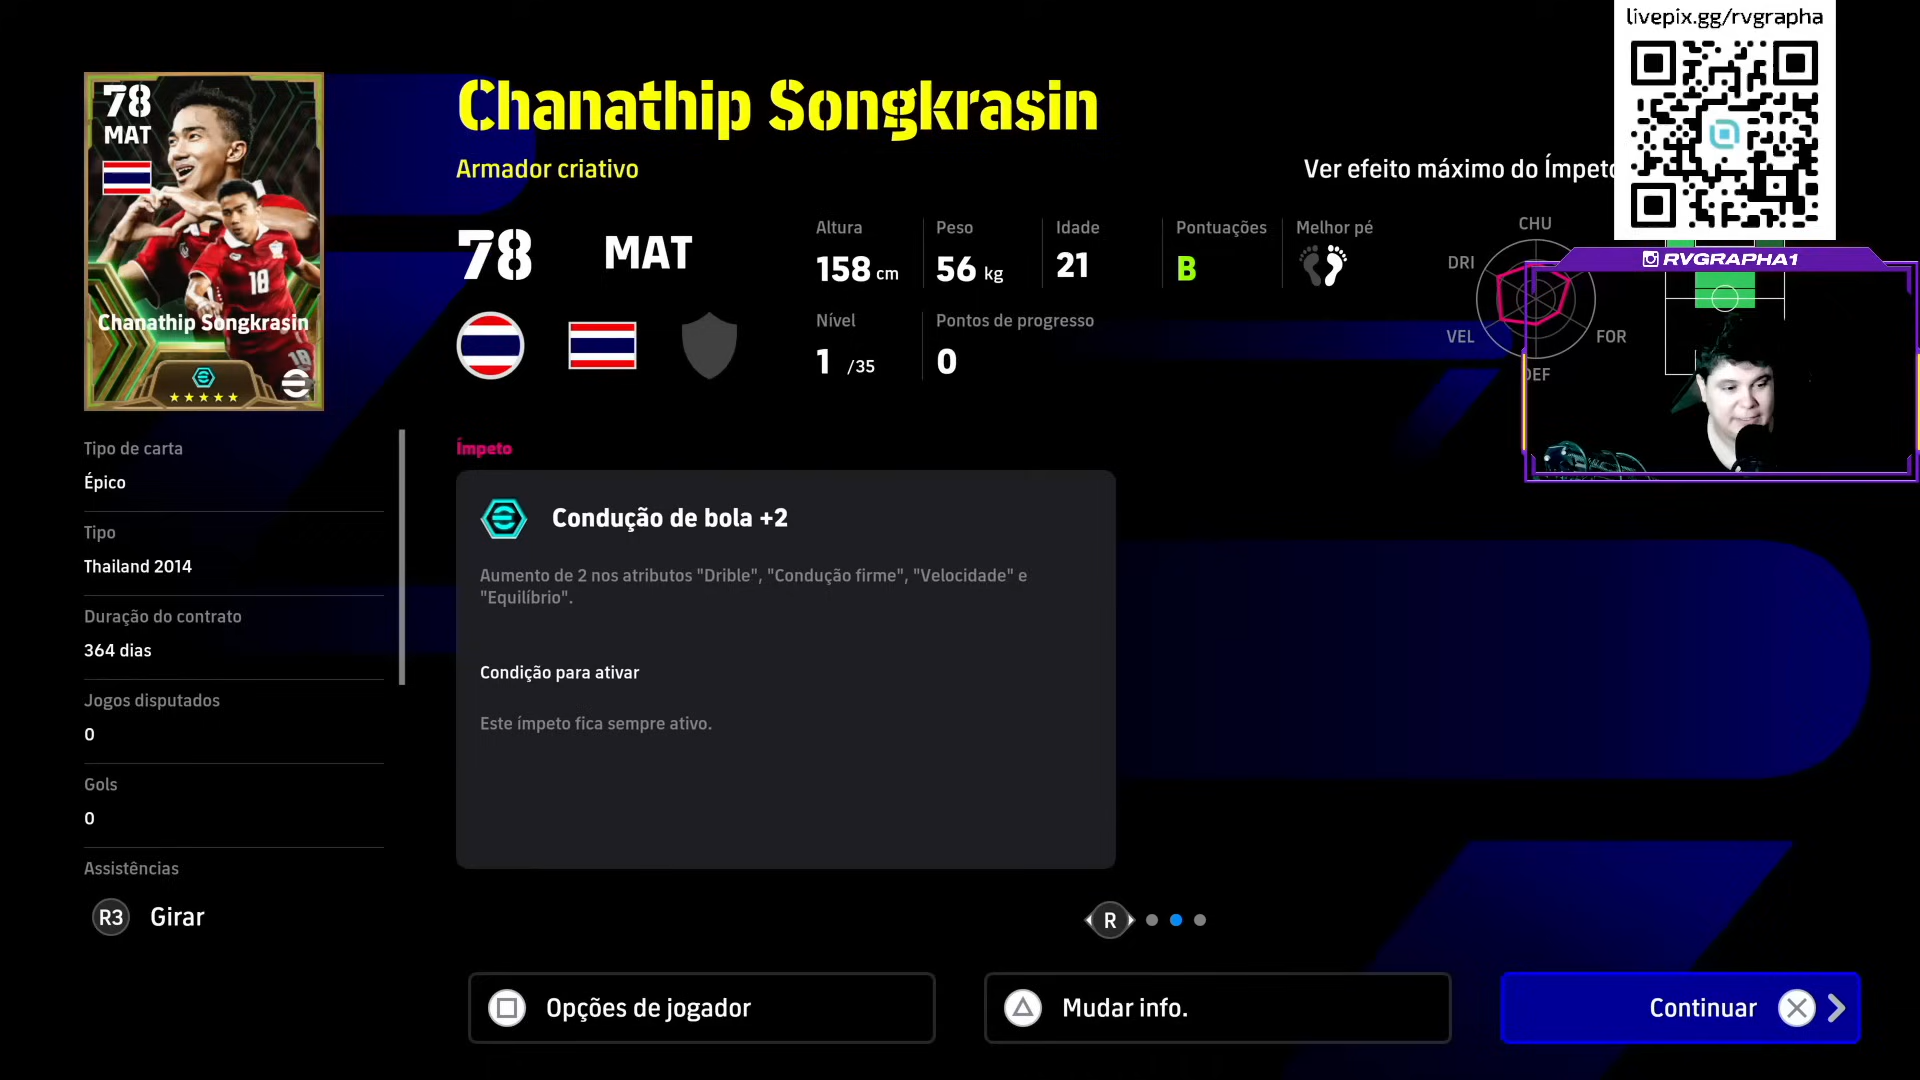 livepix.gg/rvgrapha
78
MAT
18
18
Chanathip Songkrasin
Chanathip Songkrasin
Armador criativo
Ver efeito máximo do Ímpeto
78
MAT
Altura
158 cm
Peso
56 kg
Idade
21
Pontuações
B
Melhor pé
Nível
1 /35
Pontos de progresso
0
CHU
DRI
VEL
FOR
DEF
RVGRAPHA1
Tipo de carta
Épico
Tipo
Thailand 2014
Duração do contrato
364 dias
Jogos disputados
0
Gols
0
Assistências
R3 Girar
Ímpeto
Condução de bola +2
Aumento de 2 nos atributos "Drible", "Condução firme", "Velocidade" e
"Equilíbrio".
Condição para ativar
Este ímpeto fica sempre ativo.
R
Opções de jogador
Mudar info.
Continuar